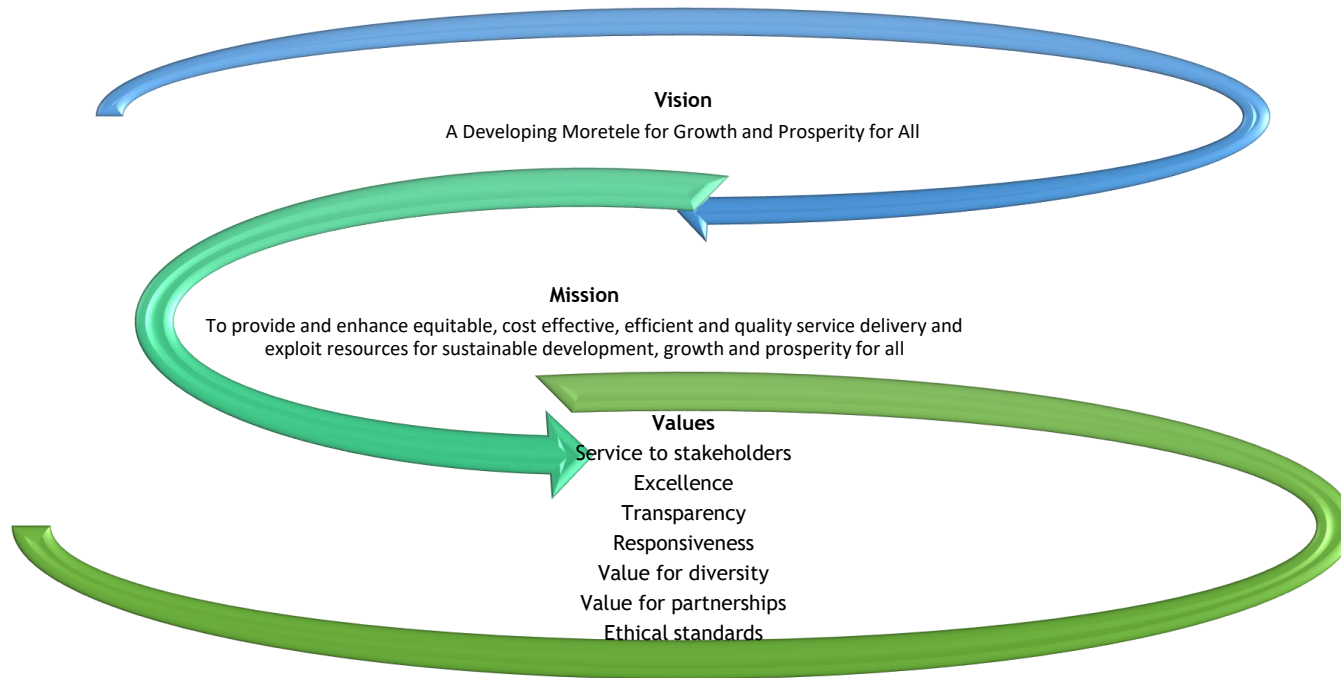 Vision
A Developing Moretele for Growth and Prosperity for All
Mission
To provide and enhance equitable, cost effective, efficient and quality service delivery and
exploit resources for sustainable development, growth and prosperity for all
Values
Service to stakeholders
Excellence
Transparency
Responsiveness
Value for diversity
Value for partnerships
Ethical standards